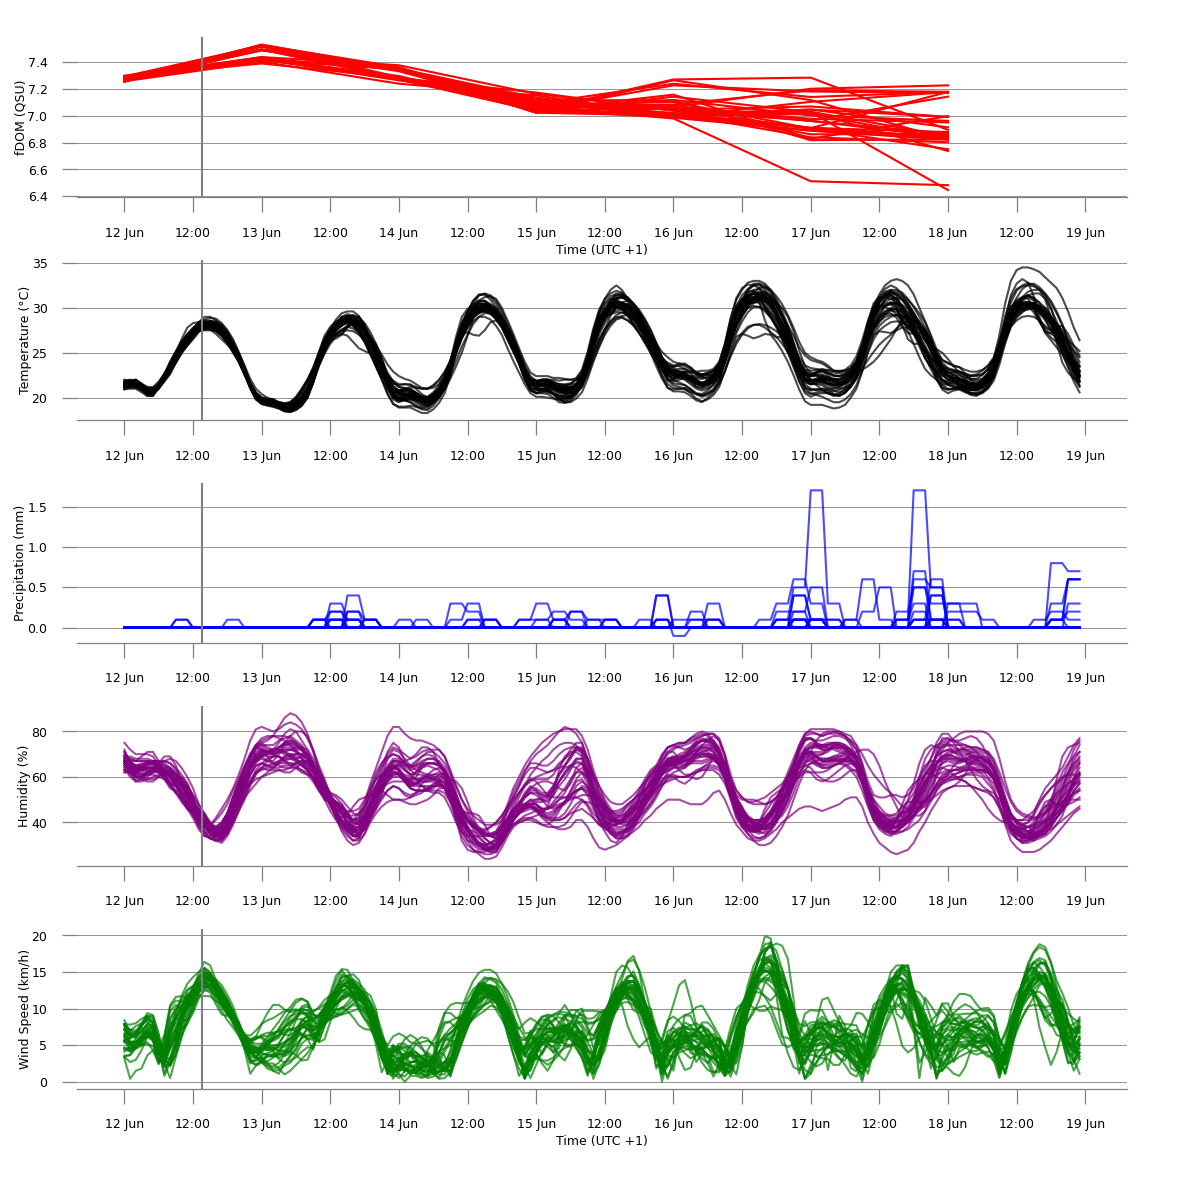 fDOM (QSU)
7.4
7.2
7.0
6.8
6.6
6.4
12 Jun 12:00 13 Jun 12:00 14 Jun 12:00 15 Jun 12:00 16 Jun 12:00 17 Jun 12:00 18 Jun 12:00 19 Jun
Time (UTC +1)
Temperature (°C)
35
30
25
20
12 Jun 12:00 13 Jun 12:00 14 Jun 12:00 15 Jun 12:00 16 Jun 12:00 17 Jun 12:00 18 Jun 12:00 19 Jun
Precipitation (mm)
1.5
1.0
0.5
0.0
12 Jun 12:00 13 Jun 12:00 14 Jun 12:00 15 Jun 12:00 16 Jun 12:00 17 Jun 12:00 18 Jun 12:00 19 Jun
Humidity (%)
80
60
40
12 Jun 12:00 13 Jun 12:00 14 Jun 12:00 15 Jun 12:00 16 Jun 12:00 17 Jun 12:00 18 Jun 12:00 19 Jun
Wind Speed (km/h)
20
15
10
5
0
12 Jun 12:00 13 Jun 12:00 14 Jun 12:00 15 Jun 12:00 16 Jun 12:00 17 Jun 12:00 18 Jun 12:00 19 Jun
Time (UTC +1)